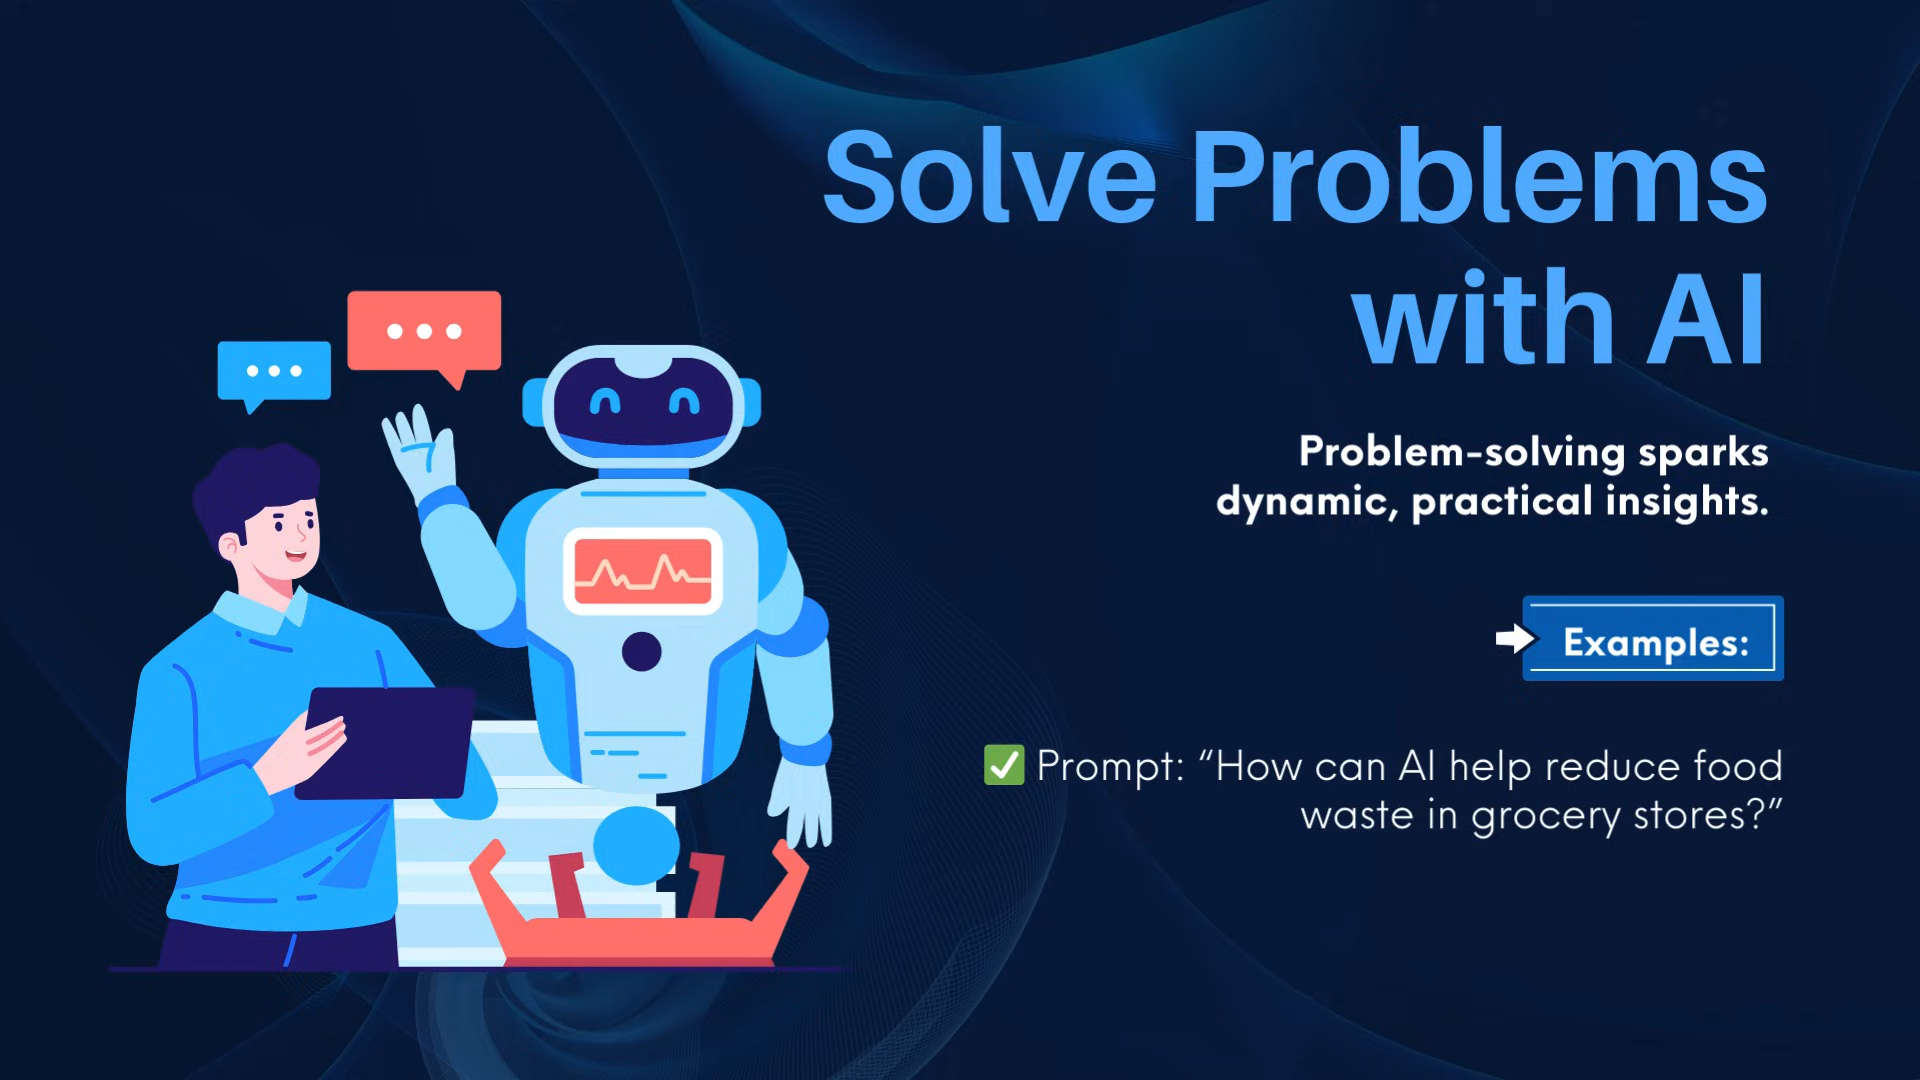 Solve Problems
with AI
Problem-solving sparks
dynamic, practical insights.
Examples:
✅ Prompt: “How can AI help reduce food
waste in grocery stores?”